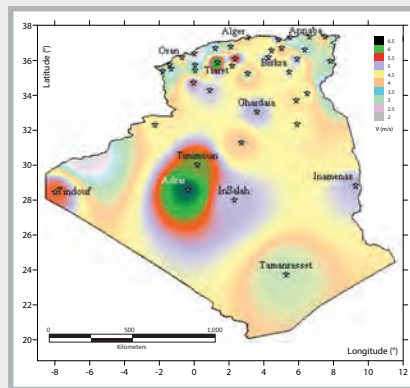 Latitude (°)
38
36
34
32
30
28
26
24
22
20
Alger
Annaba
Oran
Tiaret
Biskra
Ghardaia
Timimoun
Adrar
Tindouf
InSalah
Inamenas
Tamanrasset
6.5
6
5.5
5
4.5
4
3.5
3
2.5
2
V (m/s)
0 500 1,000
Kilometers
Longitude (°)
-8 -6 -4 -2 0 2 4 6 8 10 12